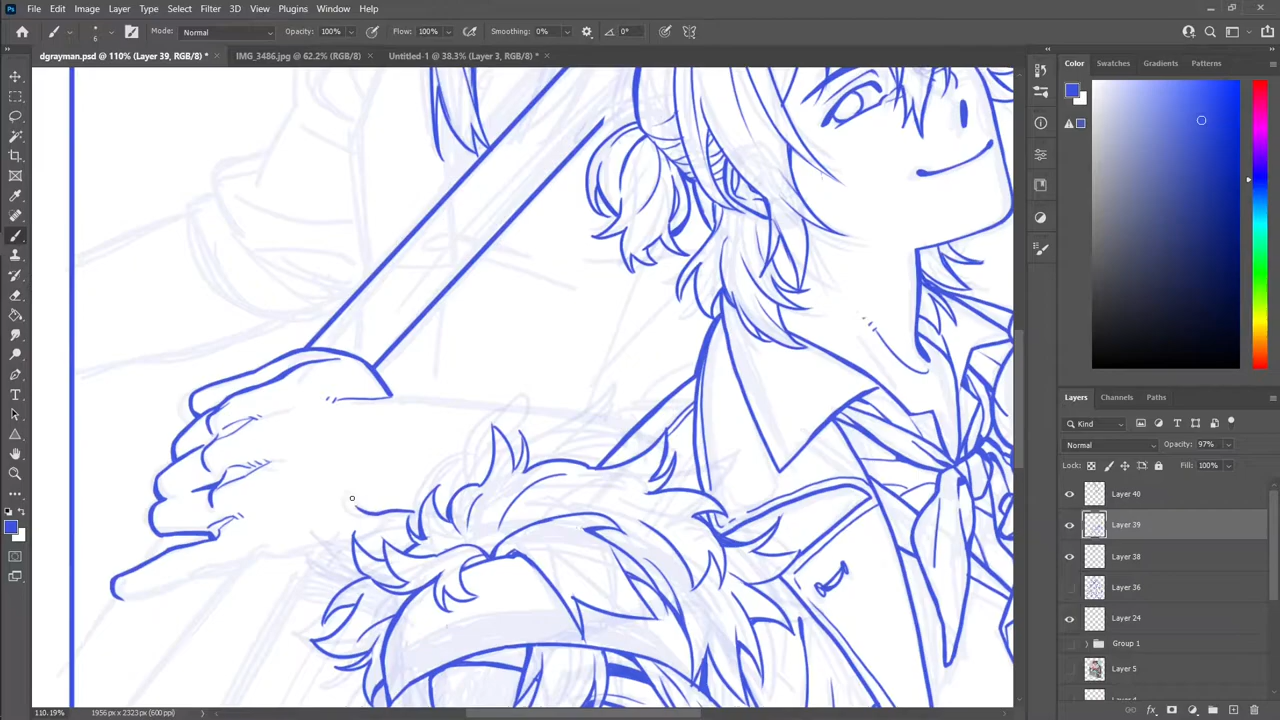 Ps File Edit Image Layer Type Select Filter 3D View Plugins Window Help
6 Mode: Normal Opacity: 100% Flow: 100% Smoothing: 0% 0°
dgrayman.psd @ 110% (Layer 39, RGB/8) * × IMG_3486.jpg @ 62.2% (RGB/8) × Untitled-1 @ 38.3% (Layer 3, RGB/8) * ×
Color Swatches Gradients Patterns
Layers Channels Paths
Kind
Normal Opacity: 97%
Lock: Fill: 100%
Layer 40
Layer 39
Layer 38
Layer 36
Layer 24
Group 1
Layer 5
110.19% 1956 px x 2323 px (600 ppi)